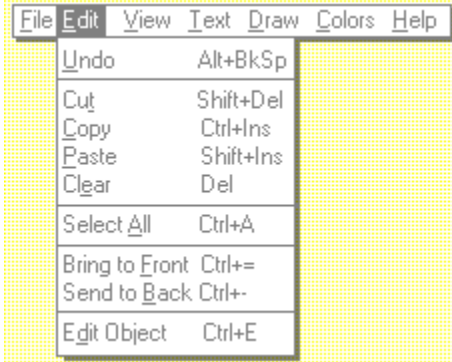 File Edit View Text Draw Colors Help
Undo Alt+BkSp
Cut Shift+Del
Copy Ctrl+Ins
Paste Shift+Ins
Clear Del
Select All Ctrl+A
Bring to Front Ctrl+=
Send to Back Ctrl+-
Edit Object Ctrl+E